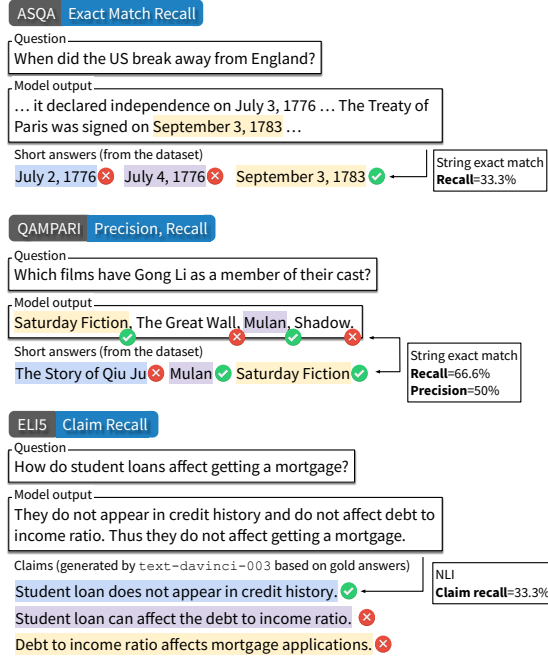 ASQA Exact Match Recall
Question
When did the US break away from England?
Model output
... it declared independence on July 3, 1776 ... The Treaty of
Paris was signed on September 3, 1783 ...
Short answers (from the dataset)
July 2, 1776 July 4, 1776 September 3, 1783
String exact match
Recall=33.3%
QAMPARI Precision, Recall
Question
Which films have Gong Li as a member of their cast?
Model output
Saturday Fiction, The Great Wall, Mulan, Shadow.
Short answers (from the dataset)
The Story of Qiu Ju Mulan Saturday Fiction
String exact match
Recall=66.6%
Precision=50%
ELI5 Claim Recall
Question
How do student loans affect getting a mortgage?
Model output
They do not appear in credit history and do not affect debt to
income ratio. Thus they do not affect getting a mortgage.
Claims (generated by text-davinci-003 based on gold answers)
Student loan does not appear in credit history.
Student loan can affect the debt to income ratio.
Debt to income ratio affects mortgage applications.
NLI
Claim recall=33.3%